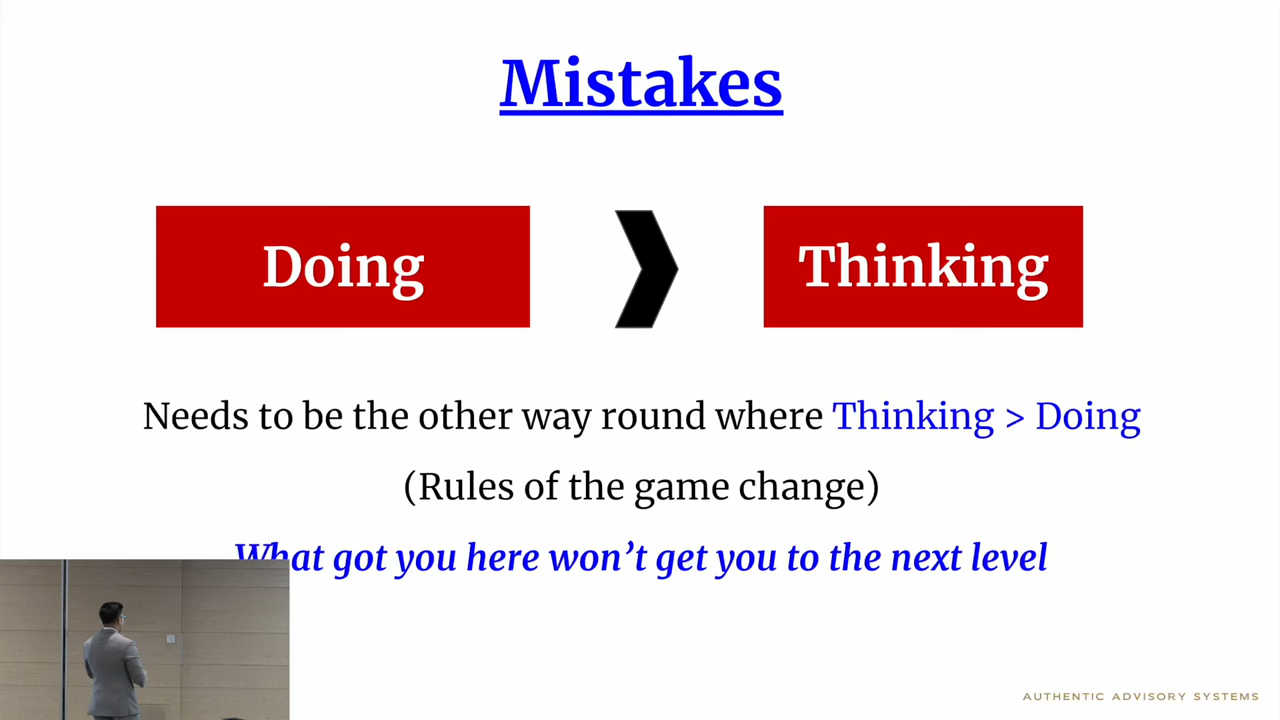 Mistakes
Doing
Thinking
Needs to be the other way round where Thinking > Doing
(Rules of the game change)
What got you here won’t get you to the next level
AUTHENTIC ADVISORY SYSTEMS